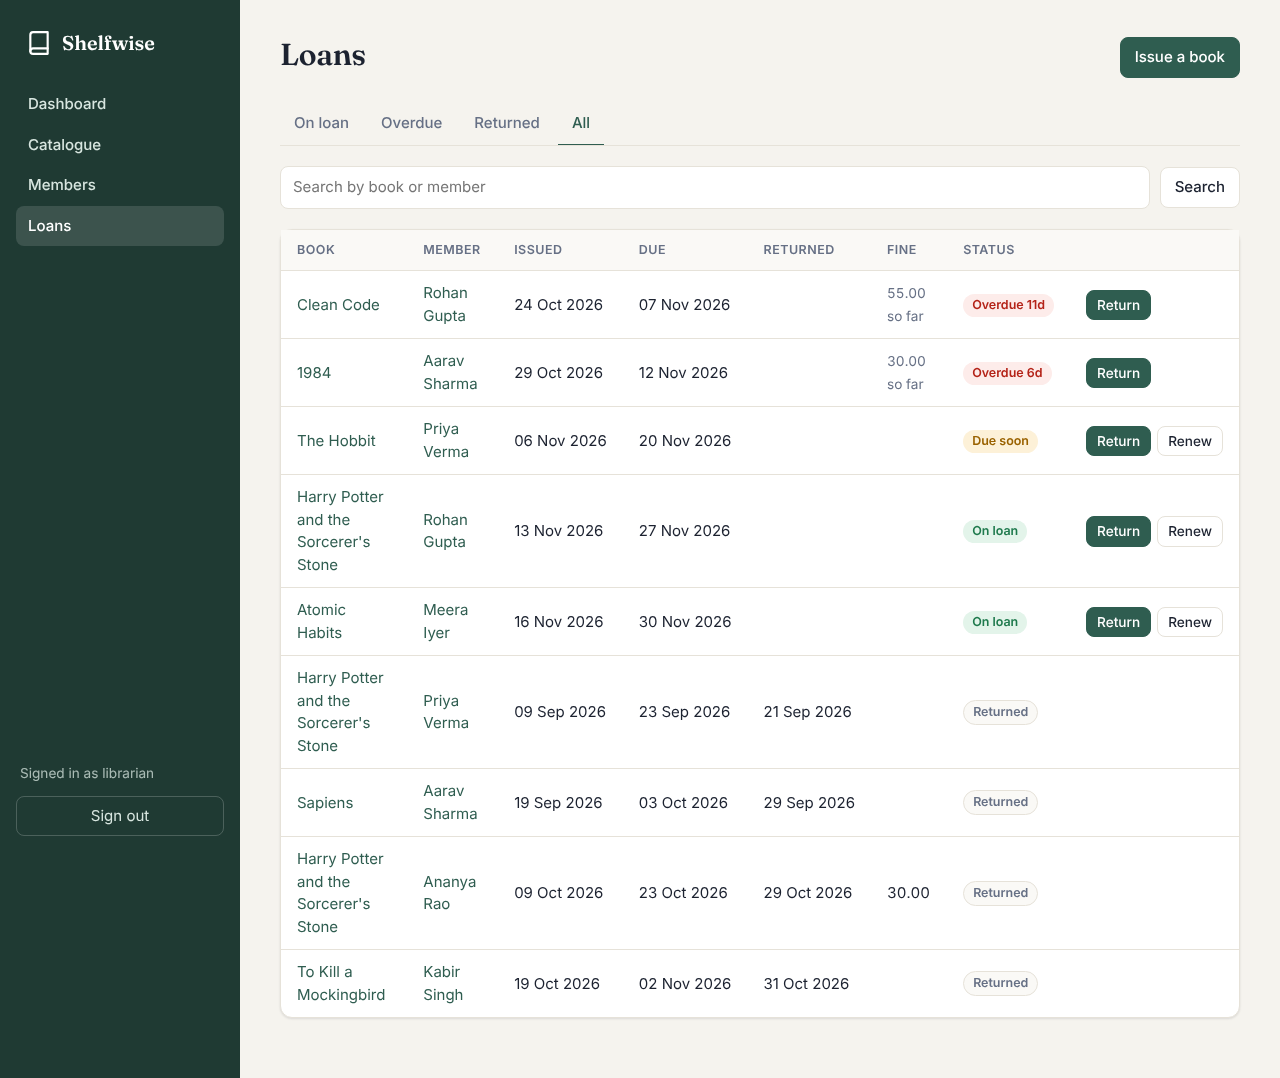 Shelfwise
Dashboard
Catalogue
Members
Loans
Signed in as librarian
Sign out
Loans
Issue a book
On loan Overdue Returned All
Search by book or member Search
BOOK MEMBER ISSUED DUE RETURNED FINE STATUS
Clean Code Rohan Gupta 24 Oct 2026 07 Nov 2026 55.00 so far Overdue 11d Return
1984 Aarav Sharma 29 Oct 2026 12 Nov 2026 30.00 so far Overdue 6d Return
The Hobbit Priya Verma 06 Nov 2026 20 Nov 2026 Due soon Return Renew
Harry Potter and the Sorcerer's Stone Rohan Gupta 13 Nov 2026 27 Nov 2026 On loan Return Renew
Atomic Habits Meera Iyer 16 Nov 2026 30 Nov 2026 On loan Return Renew
Harry Potter and the Sorcerer's Stone Priya Verma 09 Sep 2026 23 Sep 2026 21 Sep 2026 Returned
Sapiens Aarav Sharma 19 Sep 2026 03 Oct 2026 29 Sep 2026 Returned
Harry Potter and the Sorcerer's Stone Ananya Rao 09 Oct 2026 23 Oct 2026 29 Oct 2026 30.00 Returned
To Kill a Mockingbird Kabir Singh 19 Oct 2026 02 Nov 2026 31 Oct 2026 Returned